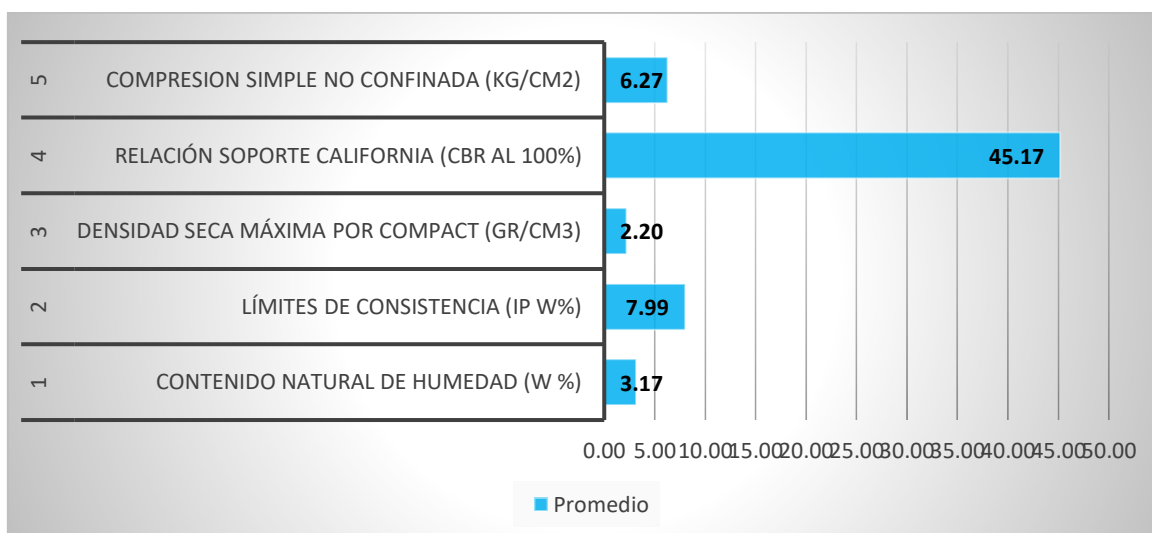 5 COMPRESION SIMPLE NO CONFINADA (KG/CM2) 6.27
4 RELACIÓN SOPORTE CALIFORNIA (CBR AL 100%) 45.17
3 DENSIDAD SECA MÁXIMA POR COMPACT (GR/CM3) 2.20
2 LÍMITES DE CONSISTENCIA (IP W%) 7.99
1 CONTENIDO NATURAL DE HUMEDAD (W %) 3.17
0.00 5.00 10.00 15.00 20.00 25.00 30.00 35.00 40.00 45.00 50.00
Promedio